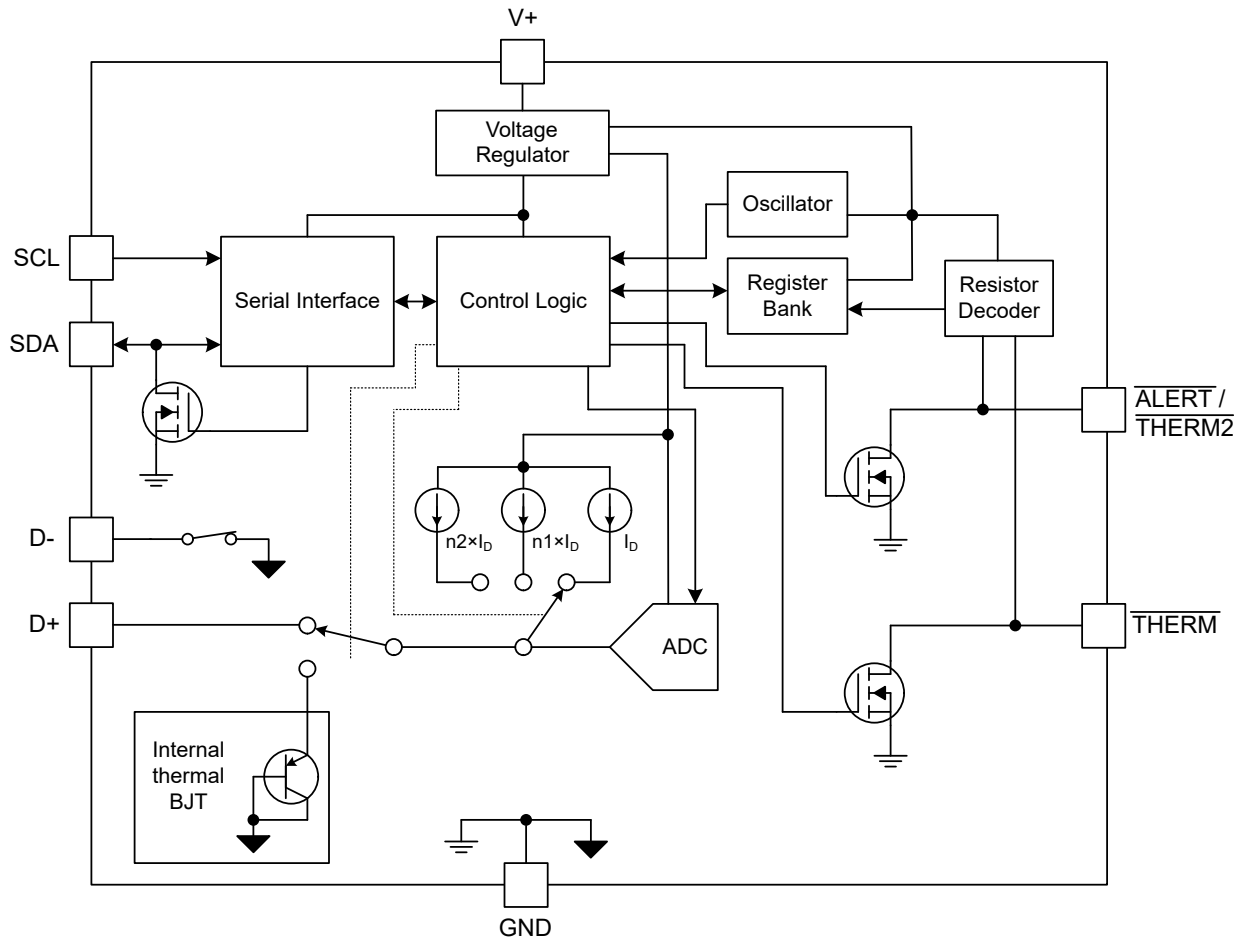 V+
Voltage
Regulator
Oscillator
SCL
Serial Interface
Control Logic
Register
Bank
Resistor
Decoder
SDA
ALERT /
THERM2
D-
n2×ID
n1×ID
ID
D+
ADC
THERM
Internal
thermal
BJT
GND